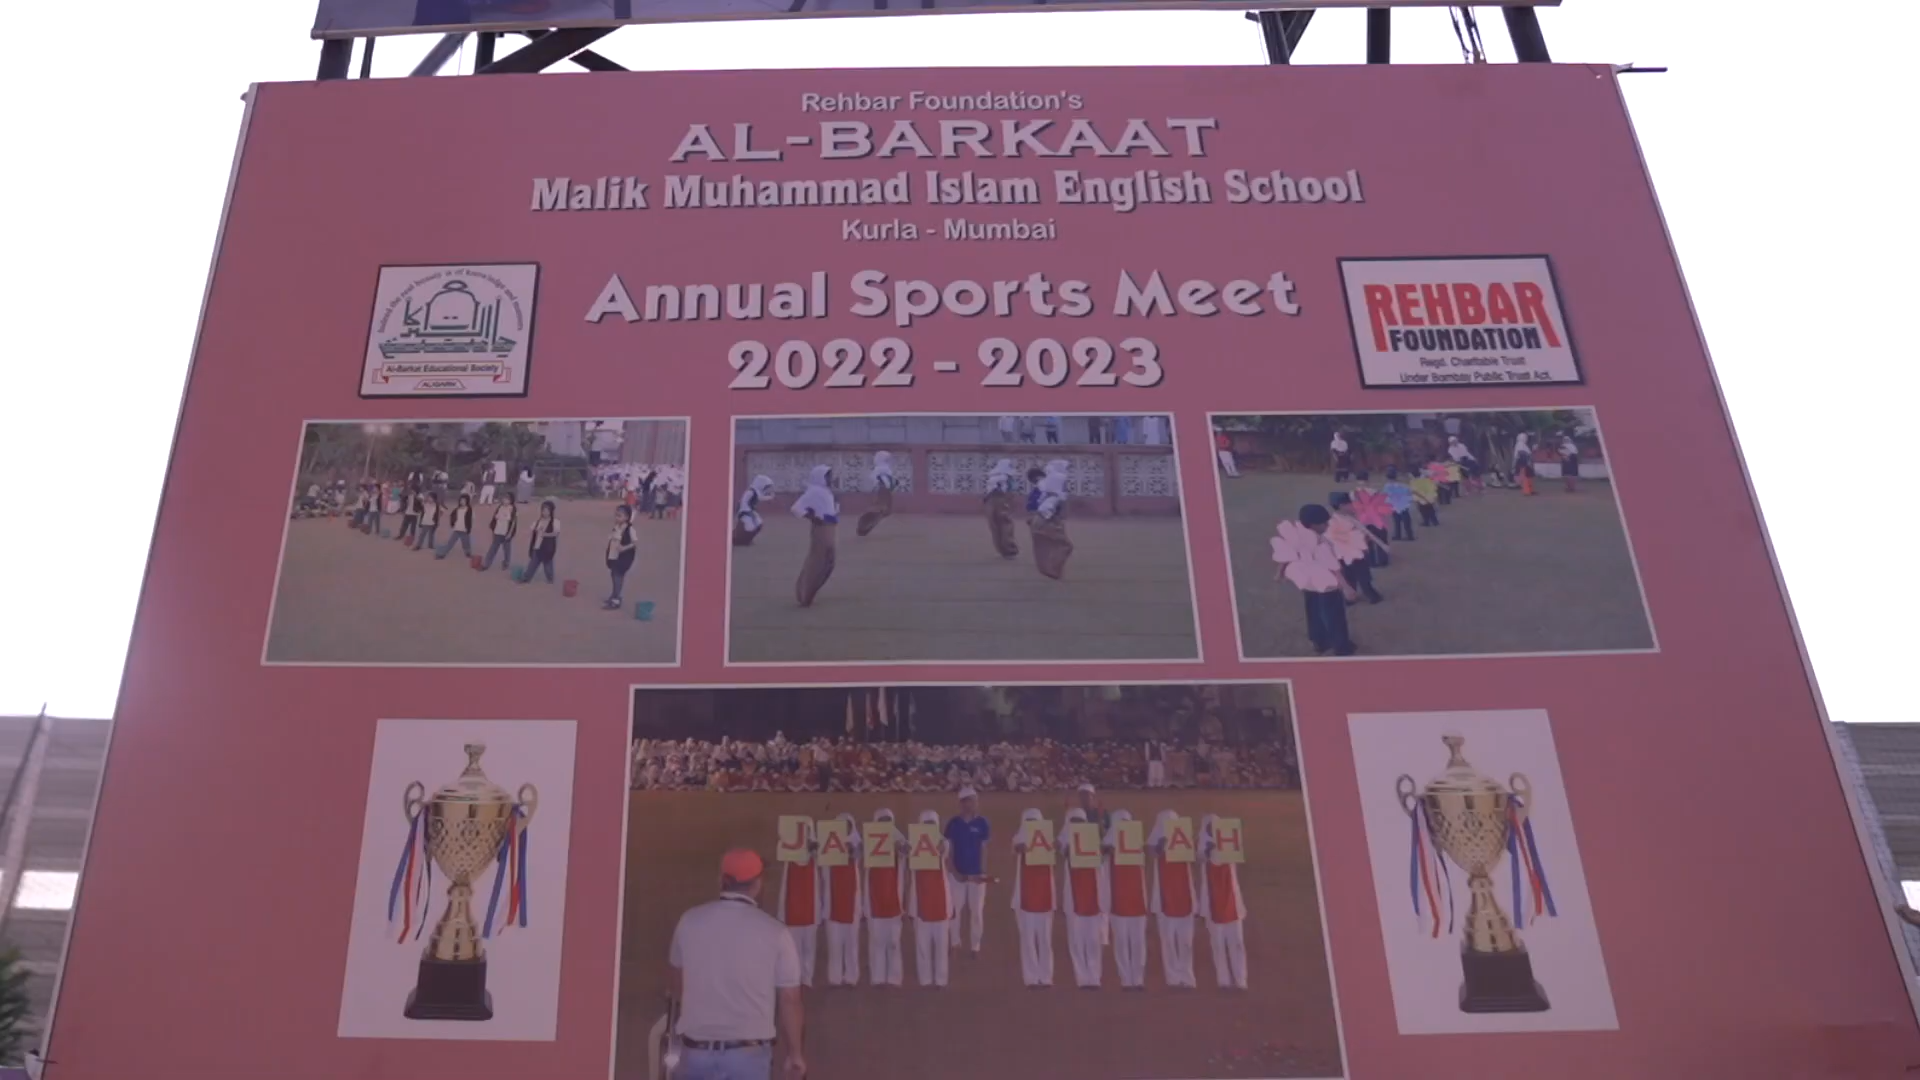 Rehbar Foundation's
AL-BARKAAT
Malik Muhammad Islam English School
Kurla - Mumbai
Annual Sports Meet
2022 - 2023
Al-Barkat Educational Society
ALIGARH
REHBAR
FOUNDATION
Regd. Charitable Trust
Under Bombay Public Trust Act.
JAZA ALLAH